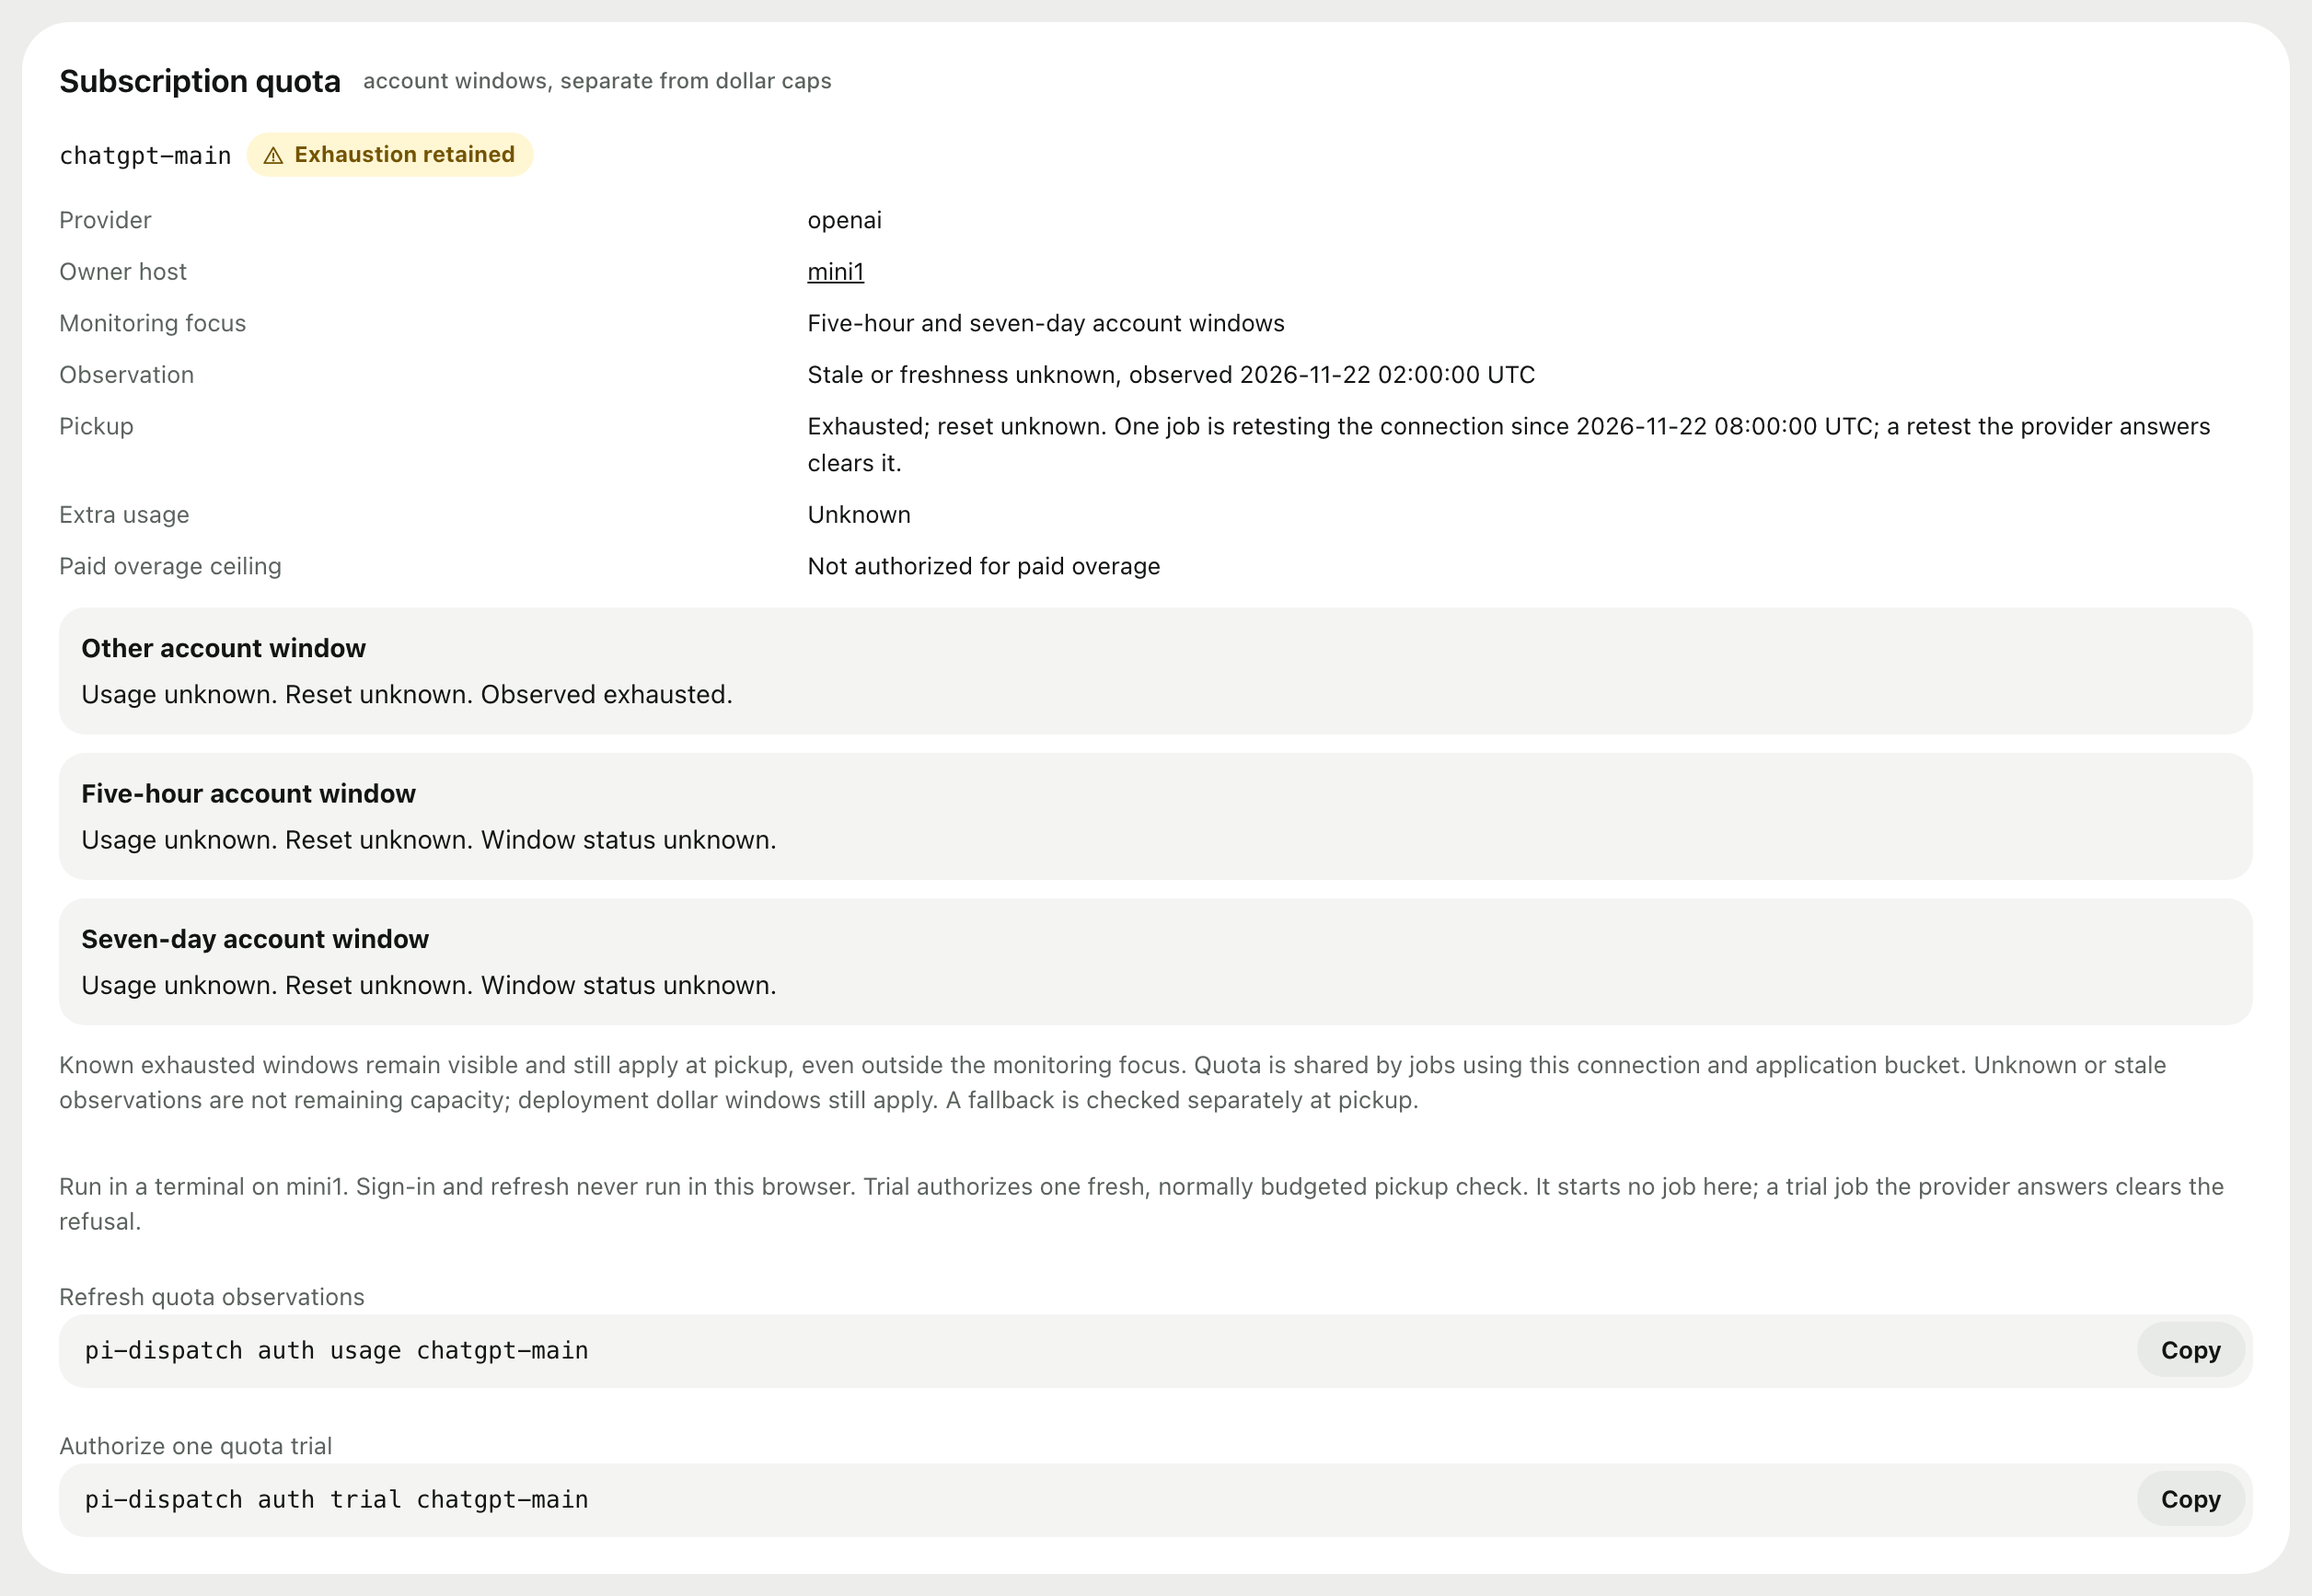 Subscription quota account windows, separate from dollar caps
chatgpt-main Exhaustion retained
Provider openai
Owner host mini1
Monitoring focus Five-hour and seven-day account windows
Observation Stale or freshness unknown, observed 2026-11-22 02:00:00 UTC
Pickup Exhausted; reset unknown. One job is retesting the connection since 2026-11-22 08:00:00 UTC; a retest the provider answers
clears it.
Extra usage Unknown
Paid overage ceiling Not authorized for paid overage
Other account window
Usage unknown. Reset unknown. Observed exhausted.
Five-hour account window
Usage unknown. Reset unknown. Window status unknown.
Seven-day account window
Usage unknown. Reset unknown. Window status unknown.
Known exhausted windows remain visible and still apply at pickup, even outside the monitoring focus. Quota is shared by jobs using this connection and application bucket. Unknown or stale
observations are not remaining capacity; deployment dollar windows still apply. A fallback is checked separately at pickup.
Run in a terminal on mini1. Sign-in and refresh never run in this browser. Trial authorizes one fresh, normally budgeted pickup check. It starts no job here; a trial job the provider answers clears the
refusal.
Refresh quota observations
pi-dispatch auth usage chatgpt-main Copy
Authorize one quota trial
pi-dispatch auth trial chatgpt-main Copy